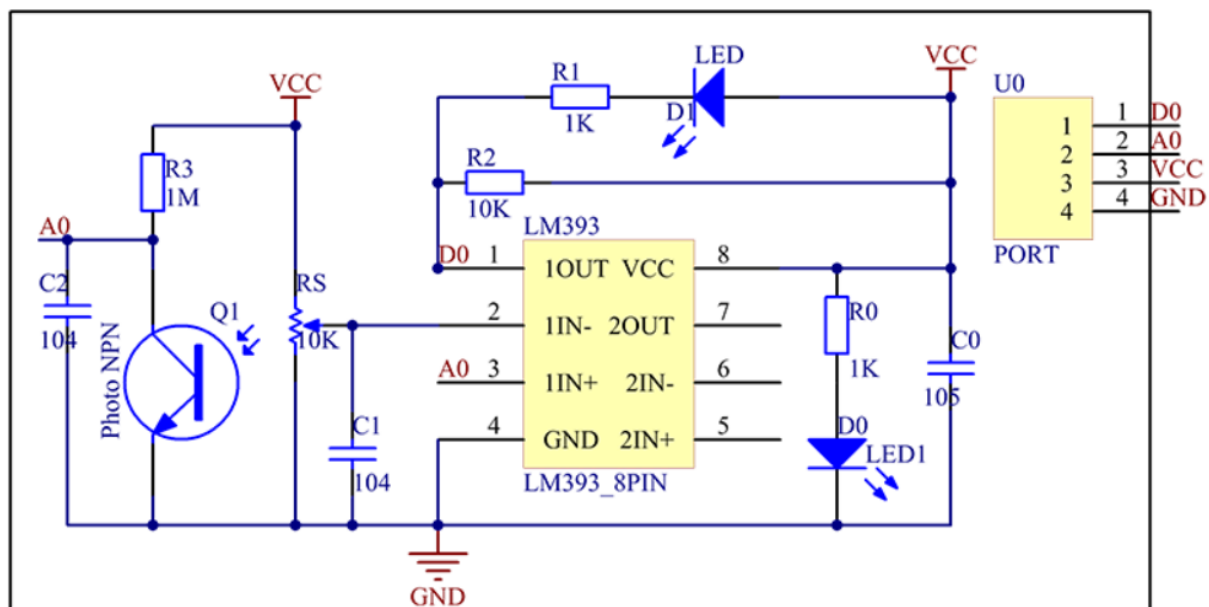 VCC
R3
1M
A0
C2
104
Photo NPN
Q1
RS
10K
C1
104
R1
1K
LED
D1
R2
10K
VCC
LM393
D0 1 1OUT VCC 8
2 1IN- 2OUT 7
A0 3 1IN+ 2IN- 6
4 GND 2IN+ 5
LM393_8PIN
GND
R0
1K
D0
LED1
C0
105
U0
1 1 D0
2 2 A0
3 3 VCC
4 4 GND
PORT